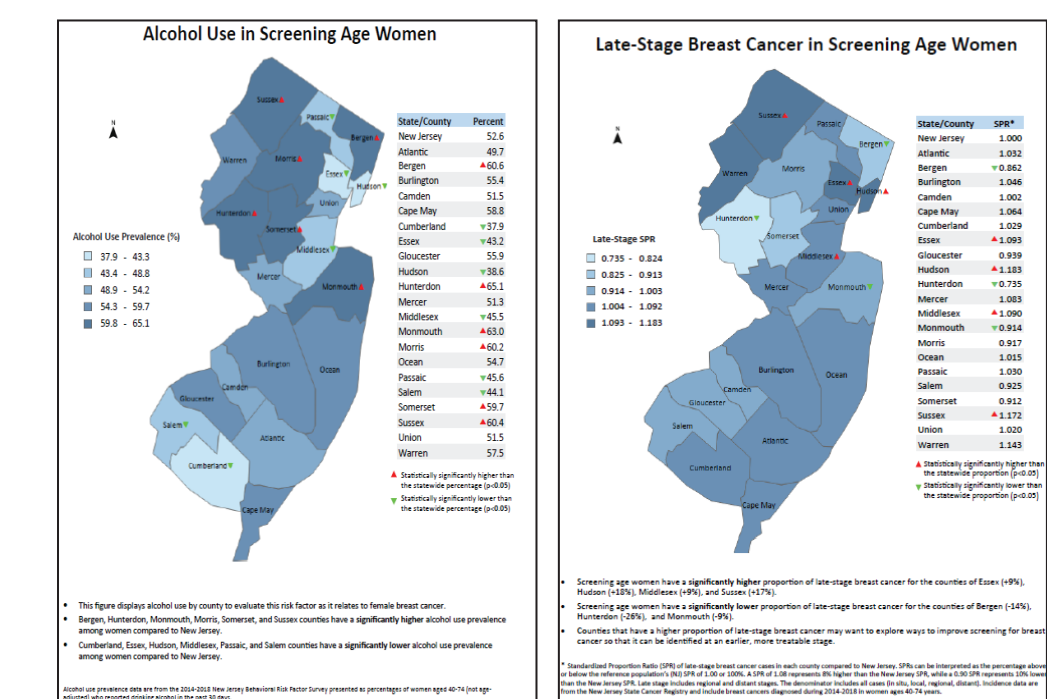 Alcohol Use in Screening Age Women
N
Sussex▲
Passaic▼
Bergen▲
Warren
Morris▲
Essex▼
Hudson▼
Union
Hunterdon▲
Somerset▲
Middlesex▼
Mercer
Monmouth▲
Burlington
Ocean
Camden
Gloucester
Salem▼
Atlantic
Cumberland▼
Cape May
Alcohol Use Prevalence (%)
37.9 - 43.3
43.4 - 48.8
48.9 - 54.2
54.3 - 59.7
59.8 - 65.1
State/County Percent
New Jersey 52.6
Atlantic 49.7
Bergen ▲60.6
Burlington 55.4
Camden 51.5
Cape May 58.8
Cumberland ▼37.9
Essex ▼43.2
Gloucester 55.9
Hudson ▼38.6
Hunterdon ▲65.1
Mercer 51.3
Middlesex ▼45.5
Monmouth ▲63.0
Morris ▲60.2
Ocean 54.7
Passaic ▼45.6
Salem ▼44.1
Somerset ▲59.7
Sussex ▲60.4
Union 51.5
Warren 57.5
▲ Statistically significantly higher than
the statewide percentage (p<0.05)
▼ Statistically significantly lower than
the statewide percentage (p<0.05)
• This figure displays alcohol use by county to evaluate this risk factor as it relates to female breast cancer.
• Bergen, Hunterdon, Monmouth, Morris, Somerset, and Sussex counties have a significantly higher alcohol use prevalence
among women compared to New Jersey.
• Cumberland, Essex, Hudson, Middlesex, Passaic, and Salem counties have a significantly lower alcohol use prevalence
among women compared to New Jersey.
Alcohol use prevalence data are from the 2014-2018 New Jersey Behavioral Risk Factor Survey presented as percentages of women aged 40-74 (not age-
adjusted) who reported drinking alcohol in the past 30 days.
Late-Stage Breast Cancer in Screening Age Women
N
Sussex▲
Passaic
Bergen▼
Warren
Morris
Essex▲
Hudson▲
Union
Hunterdon▼
Somerset
Middlesex▲
Mercer
Monmouth▼
Burlington
Ocean
Camden
Gloucester
Salem
Atlantic
Cumberland
Cape May
Late-Stage SPR
0.735 - 0.824
0.825 - 0.913
0.914 - 1.003
1.004 - 1.092
1.093 - 1.183
State/County SPR*
New Jersey 1.000
Atlantic 1.032
Bergen ▼0.862
Burlington 1.046
Camden 1.002
Cape May 1.064
Cumberland 1.029
Essex ▲1.093
Gloucester 0.939
Hudson ▲1.183
Hunterdon ▼0.735
Mercer 1.083
Middlesex ▲1.090
Monmouth ▼0.914
Morris 0.917
Ocean 1.015
Passaic 1.030
Salem 0.925
Somerset 0.912
Sussex ▲1.172
Union 1.020
Warren 1.143
▲ Statistically significantly higher than
the statewide proportion (p<0.05)
▼ Statistically significantly lower than
the statewide proportion (p<0.05)
• Screening age women have a significantly higher proportion of late-stage breast cancer for the counties of Essex (+9%),
Hudson (+18%), Middlesex (+9%), and Sussex (+17%).
• Screening age women have a significantly lower proportion of late-stage breast cancer for the counties of Bergen (-14%),
Hunterdon (-26%), and Monmouth (-9%).
• Counties that have a higher proportion of late-stage breast cancer may want to explore ways to improve screening for breast
cancer so that it can be identified at an earlier, more treatable stage.
* Standardized Proportion Ratio (SPR) of late-stage breast cancer cases in each county compared to New Jersey. SPRs can be interpreted as the percentage above
or below the reference population's (NJ) SPR of 1.00 or 100%. A SPR of 1.08 represents 8% higher than the New Jersey SPR, while a 0.90 SPR represents 10% lower
than the New Jersey SPR. Late stage includes regional and distant stages. The denominator includes all cases (in situ, local, regional, distant). Incidence data are
from the New Jersey State Cancer Registry and include breast cancers diagnosed during 2014-2018 in women ages 40-74 years.